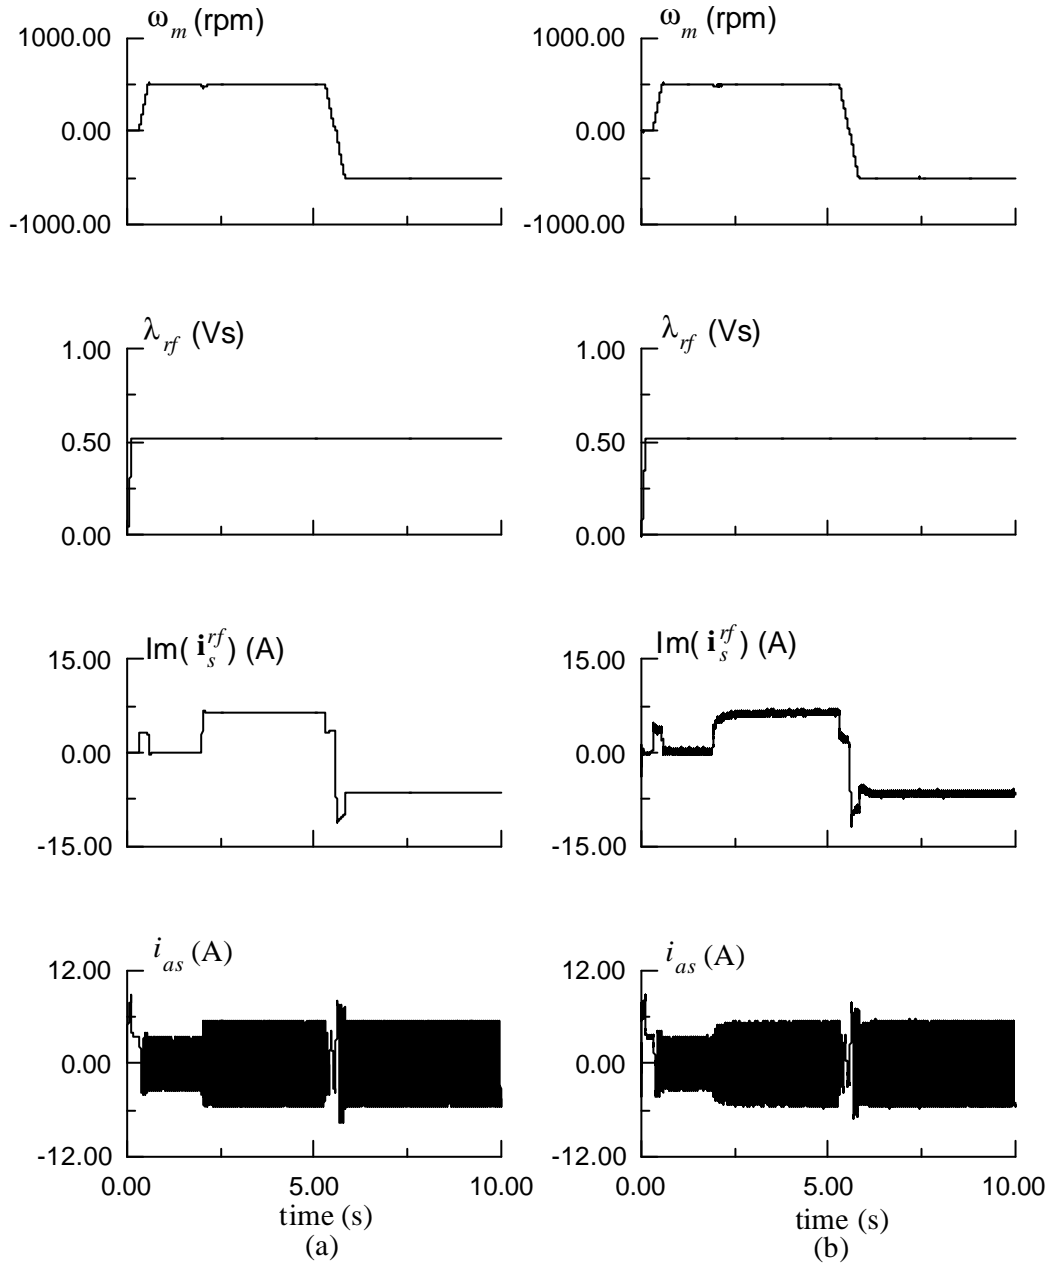 ω_m (rpm)
1000.00
0.00
-1000.00
λ_rf (Vs)
1.00
0.50
0.00
Im( i_s^rf ) (A)
15.00
0.00
-15.00
i_as (A)
12.00
0.00
-12.00
0.00 5.00 10.00
time (s)
(a)
ω_m (rpm)
1000.00
0.00
-1000.00
λ_rf (Vs)
1.00
0.50
0.00
Im( i_s^rf ) (A)
15.00
0.00
-15.00
i_as (A)
12.00
0.00
-12.00
0.00 5.00 10.00
time (s)
(b)